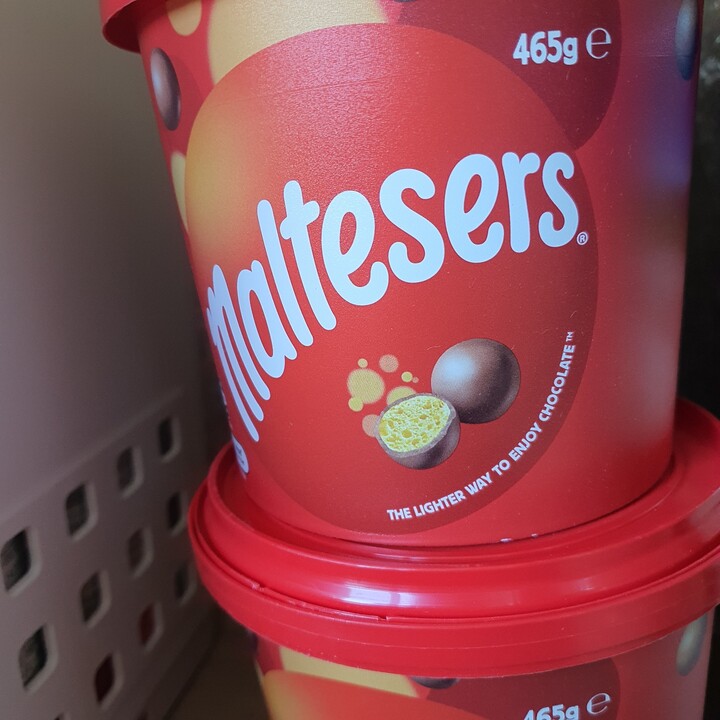 465g ℮
Maltesers®
THE LIGHTER WAY TO ENJOY CHOCOLATE™
465g ℮